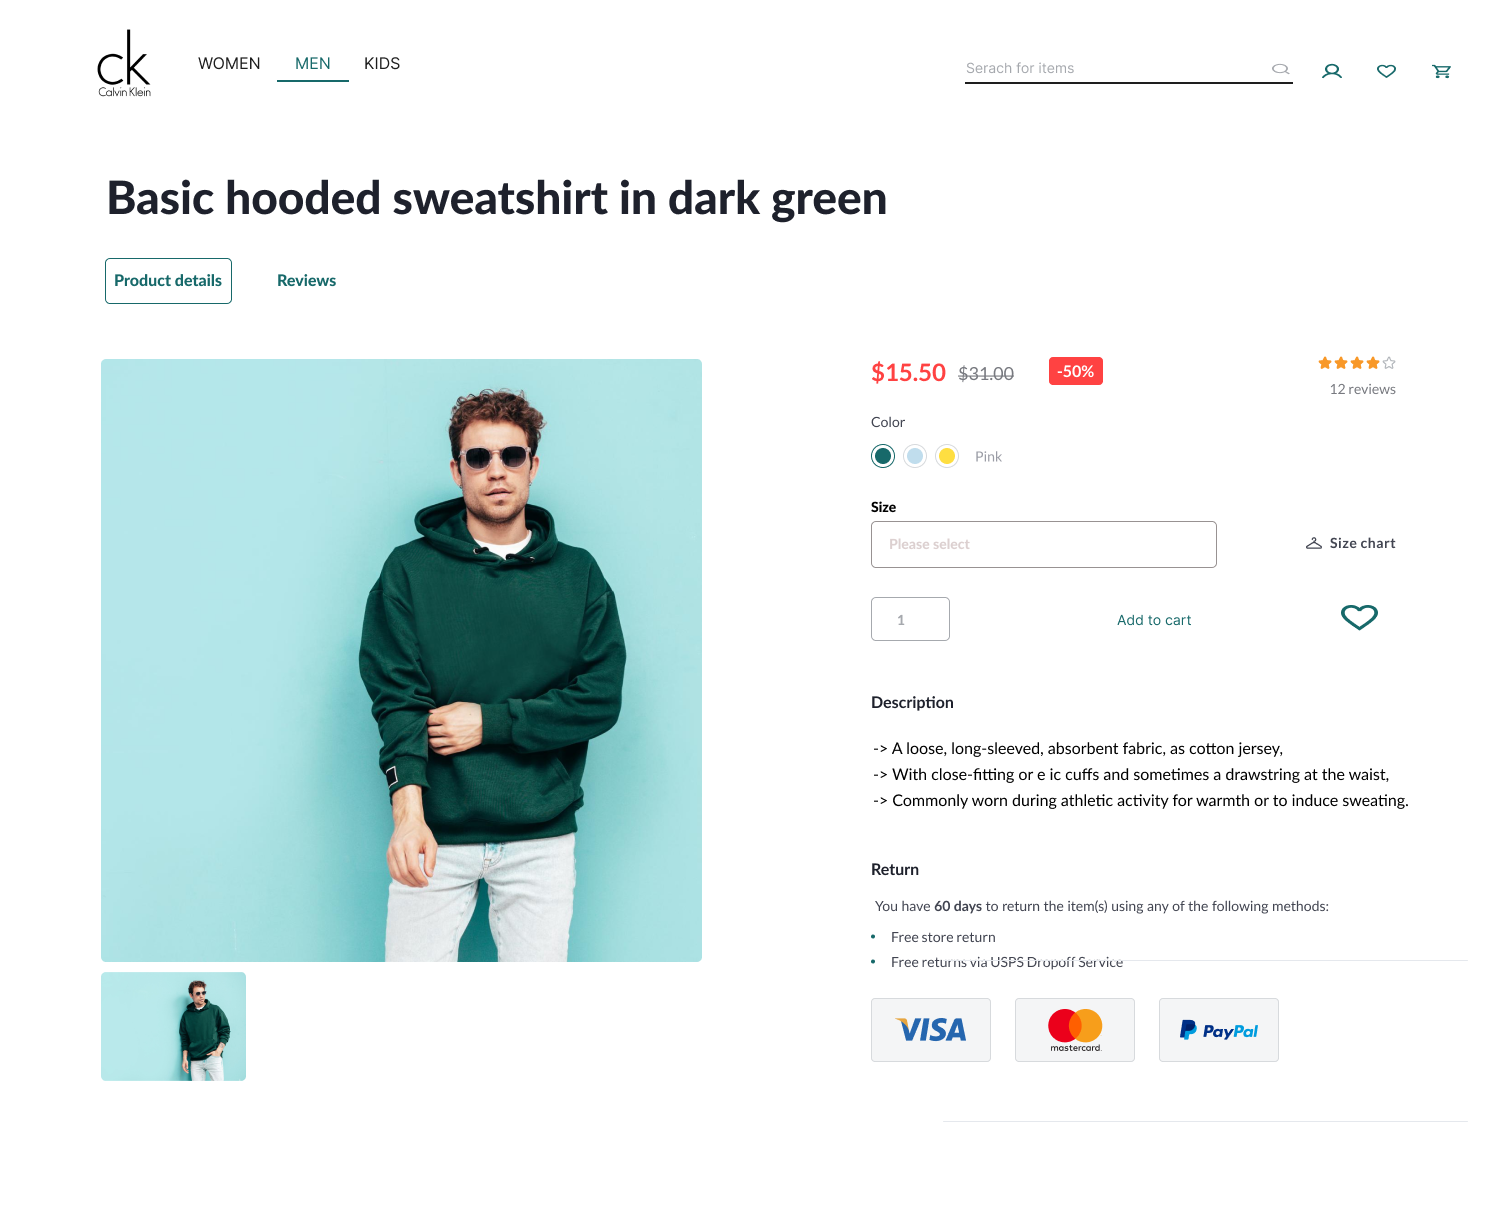 ck
Calvin Klein
WOMEN MEN KIDS
Serach for items
Basic hooded sweatshirt in dark green
Product details Reviews
$15.50 $31.00 -50%
12 reviews
Color
Pink
Size
Please select
Size chart
1
Add to cart
Description
-> A loose, long-sleeved, absorbent fabric, as cotton jersey,
-> With close-fitting or e ic cuffs and sometimes a drawstring at the waist,
-> Commonly worn during athletic activity for warmth or to induce sweating.
Return
You have 60 days to return the item(s) using any of the following methods:
• Free store return
• Free returns via USPS Dropoff Service
VISA
mastercard.
PayPal